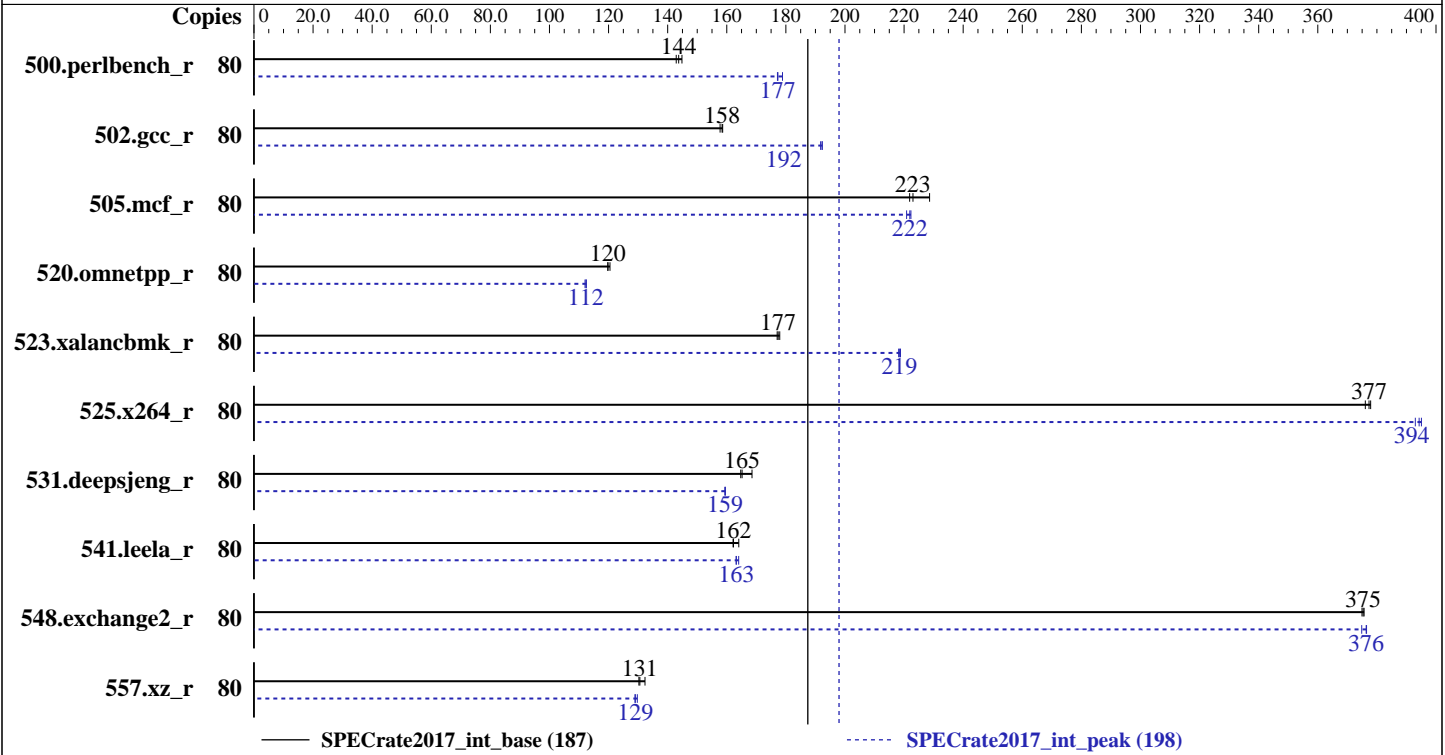 Copies 0 20.0 40.0 60.0 80.0 100 120 140 160 180 200 220 240 260 280 300 320 340 360 400
144
500.perlbench_r 80
177
158
502.gcc_r 80
192
223
505.mcf_r 80
222
120
520.omnetpp_r 80
112
177
523.xalancbmk_r 80
219
377
525.x264_r 80
394
165
531.deepsjeng_r 80
159
162
541.leela_r 80
163
375
548.exchange2_r 80
376
131
557.xz_r 80
129
SPECrate2017_int_base (187) SPECrate2017_int_peak (198)